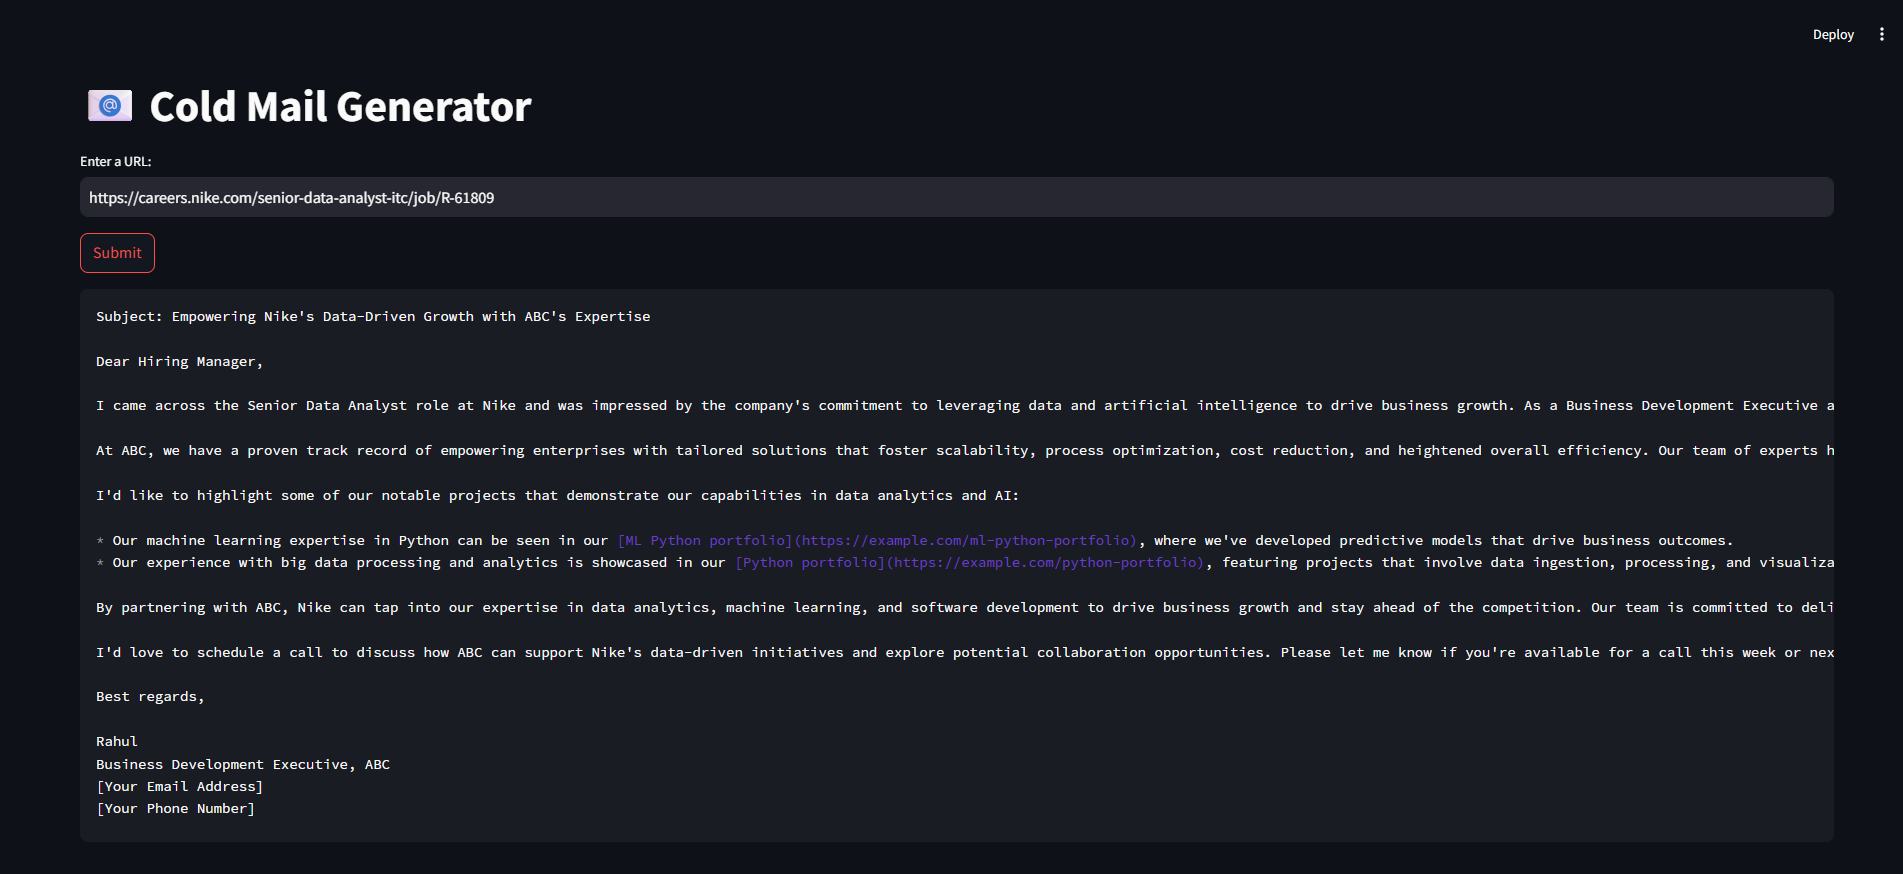 Deploy
Cold Mail Generator
Enter a URL:
https://careers.nike.com/senior-data-analyst-itc/job/R-61809
Submit
Subject: Empowering Nike's Data-Driven Growth with ABC's Expertise
Dear Hiring Manager,
I came across the Senior Data Analyst role at Nike and was impressed by the company's commitment to leveraging data and artificial intelligence to drive business growth. As a Business Development Executive a
At ABC, we have a proven track record of empowering enterprises with tailored solutions that foster scalability, process optimization, cost reduction, and heightened overall efficiency. Our team of experts h
I'd like to highlight some of our notable projects that demonstrate our capabilities in data analytics and AI:
* Our machine learning expertise in Python can be seen in our [ML Python portfolio](https://example.com/ml-python-portfolio), where we've developed predictive models that drive business outcomes.
* Our experience with big data processing and analytics is showcased in our [Python portfolio](https://example.com/python-portfolio), featuring projects that involve data ingestion, processing, and visualiza
By partnering with ABC, Nike can tap into our expertise in data analytics, machine learning, and software development to drive business growth and stay ahead of the competition. Our team is committed to deli
I'd love to schedule a call to discuss how ABC can support Nike's data-driven initiatives and explore potential collaboration opportunities. Please let me know if you're available for a call this week or nex
Best regards,
Rahul
Business Development Executive, ABC
[Your Email Address]
[Your Phone Number]